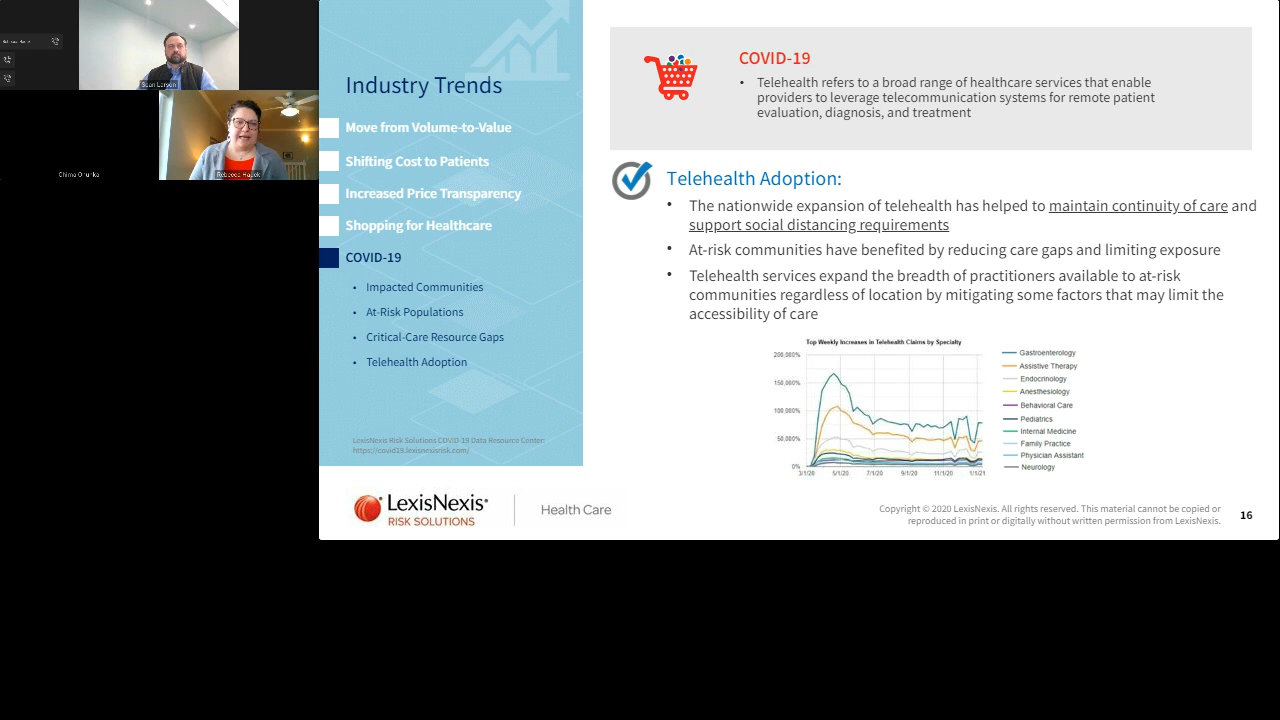 Sean Larson
Chima Onunka
Industry Trends
Move from Volume-to-Value
Shifting Cost to Patients
Increased Price Transparency
Shopping for Healthcare
COVID-19
• Impacted Communities
• At-Risk Populations
• Critical-Care Resource Gaps
• Telehealth Adoption
LexisNexis Risk Solutions COVID-19 Data Resource Center:
https://covid19.lexisnexisrisk.com/
COVID-19
• Telehealth refers to a broad range of healthcare services that enable
providers to leverage telecommunication systems for remote patient
evaluation, diagnosis, and treatment
Telehealth Adoption:
• The nationwide expansion of telehealth has helped to maintain continuity of care and
support social distancing requirements
• At-risk communities have benefited by reducing care gaps and limiting exposure
• Telehealth services expand the breadth of practitioners available to at-risk
communities regardless of location by mitigating some factors that may limit the
accessibility of care
Top Weekly Increases in Telehealth Claims by Specialty
200,000%
150,000%
100,000%
50,000%
0%
3/1/20 5/1/20 7/1/20 9/1/20 11/1/20 1/1/21
Gastroenterology
Assistive Therapy
Endocrinology
Anesthesiology
Behavioral Care
Pediatrics
Internal Medicine
Family Practice
Physician Assistant
Neurology
LexisNexis®
RISK SOLUTIONS
Health Care
Copyright © 2020 LexisNexis. All rights reserved. This material cannot be copied or
reproduced in print or digitally without written permission from LexisNexis.
16